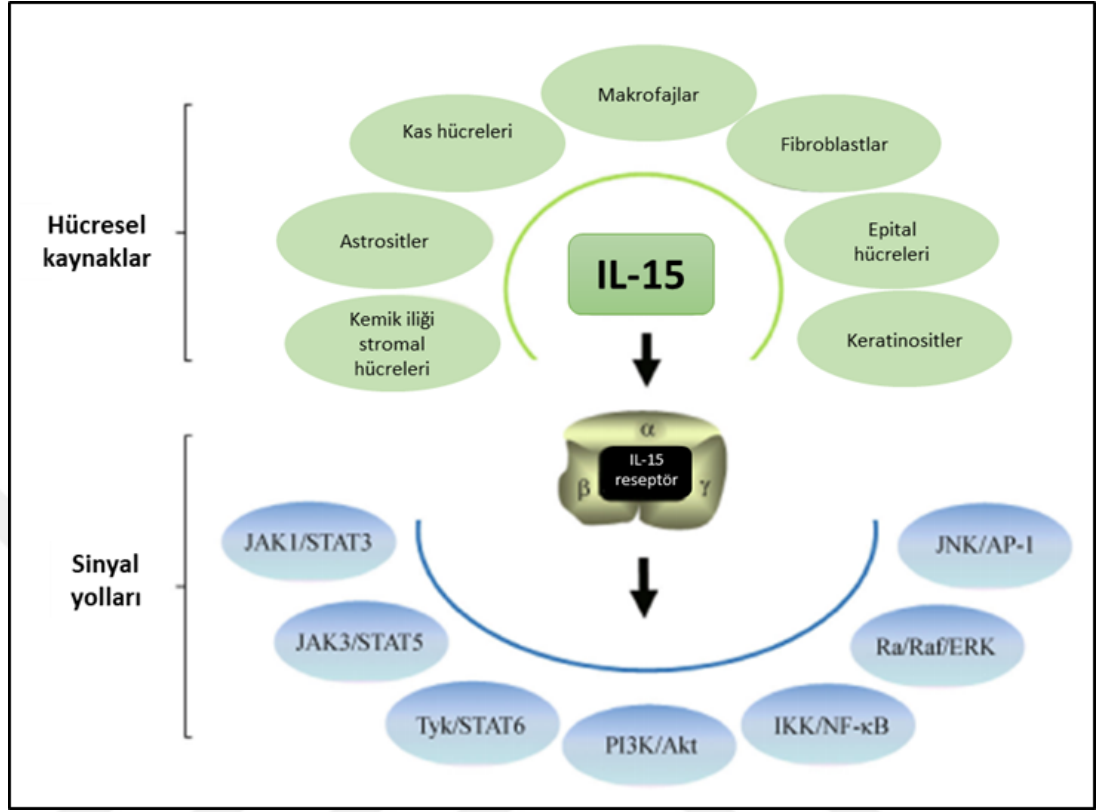 Makrofajlar
Kas hücreleri
Fibroblastlar
Hücresel
kaynaklar
Astrositler
IL-15
Epital
hücreleri
Kemik iliği
stromal
hücreleri
Keratinositler
α
IL-15
reseptör
β
γ
Sinyal
yolları
JAK1/STAT3
JNK/AP-1
JAK3/STAT5
Ra/Raf/ERK
Tyk/STAT6
PI3K/Akt
IKK/NF-κB